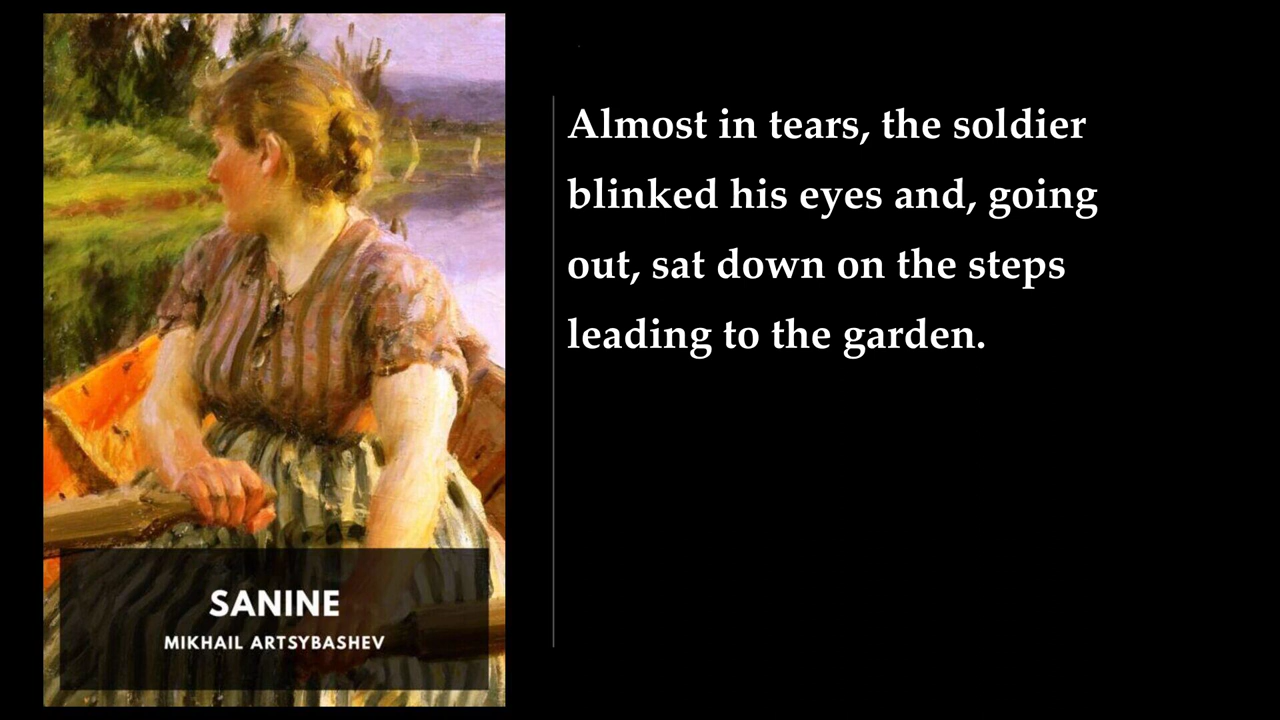 SANINE
MIKHAIL ARTSYBASHEV
Almost in tears, the soldier
blinked his eyes and, going
out, sat down on the steps
leading to the garden.